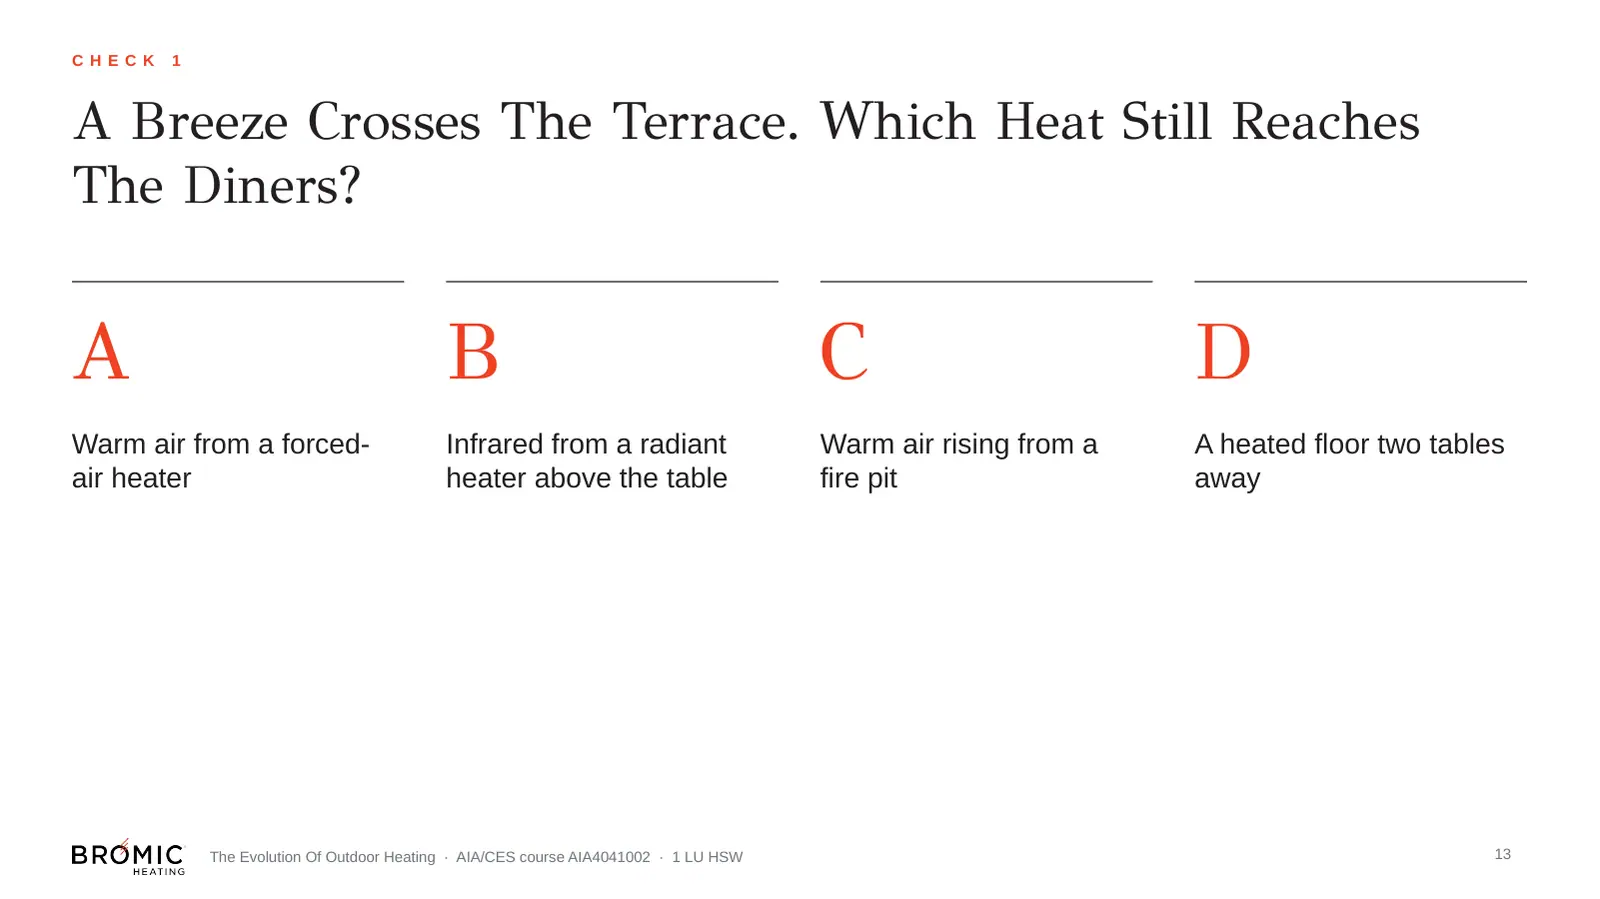 CHECK 1
A Breeze Crosses The Terrace. Which Heat Still Reaches
The Diners?
A
Warm air from a forced-
air heater
B
Infrared from a radiant
heater above the table
C
Warm air rising from a
fire pit
D
A heated floor two tables
away
BROMIC
HEATING
The Evolution Of Outdoor Heating · AIA/CES course AIA4041002 · 1 LU HSW
13